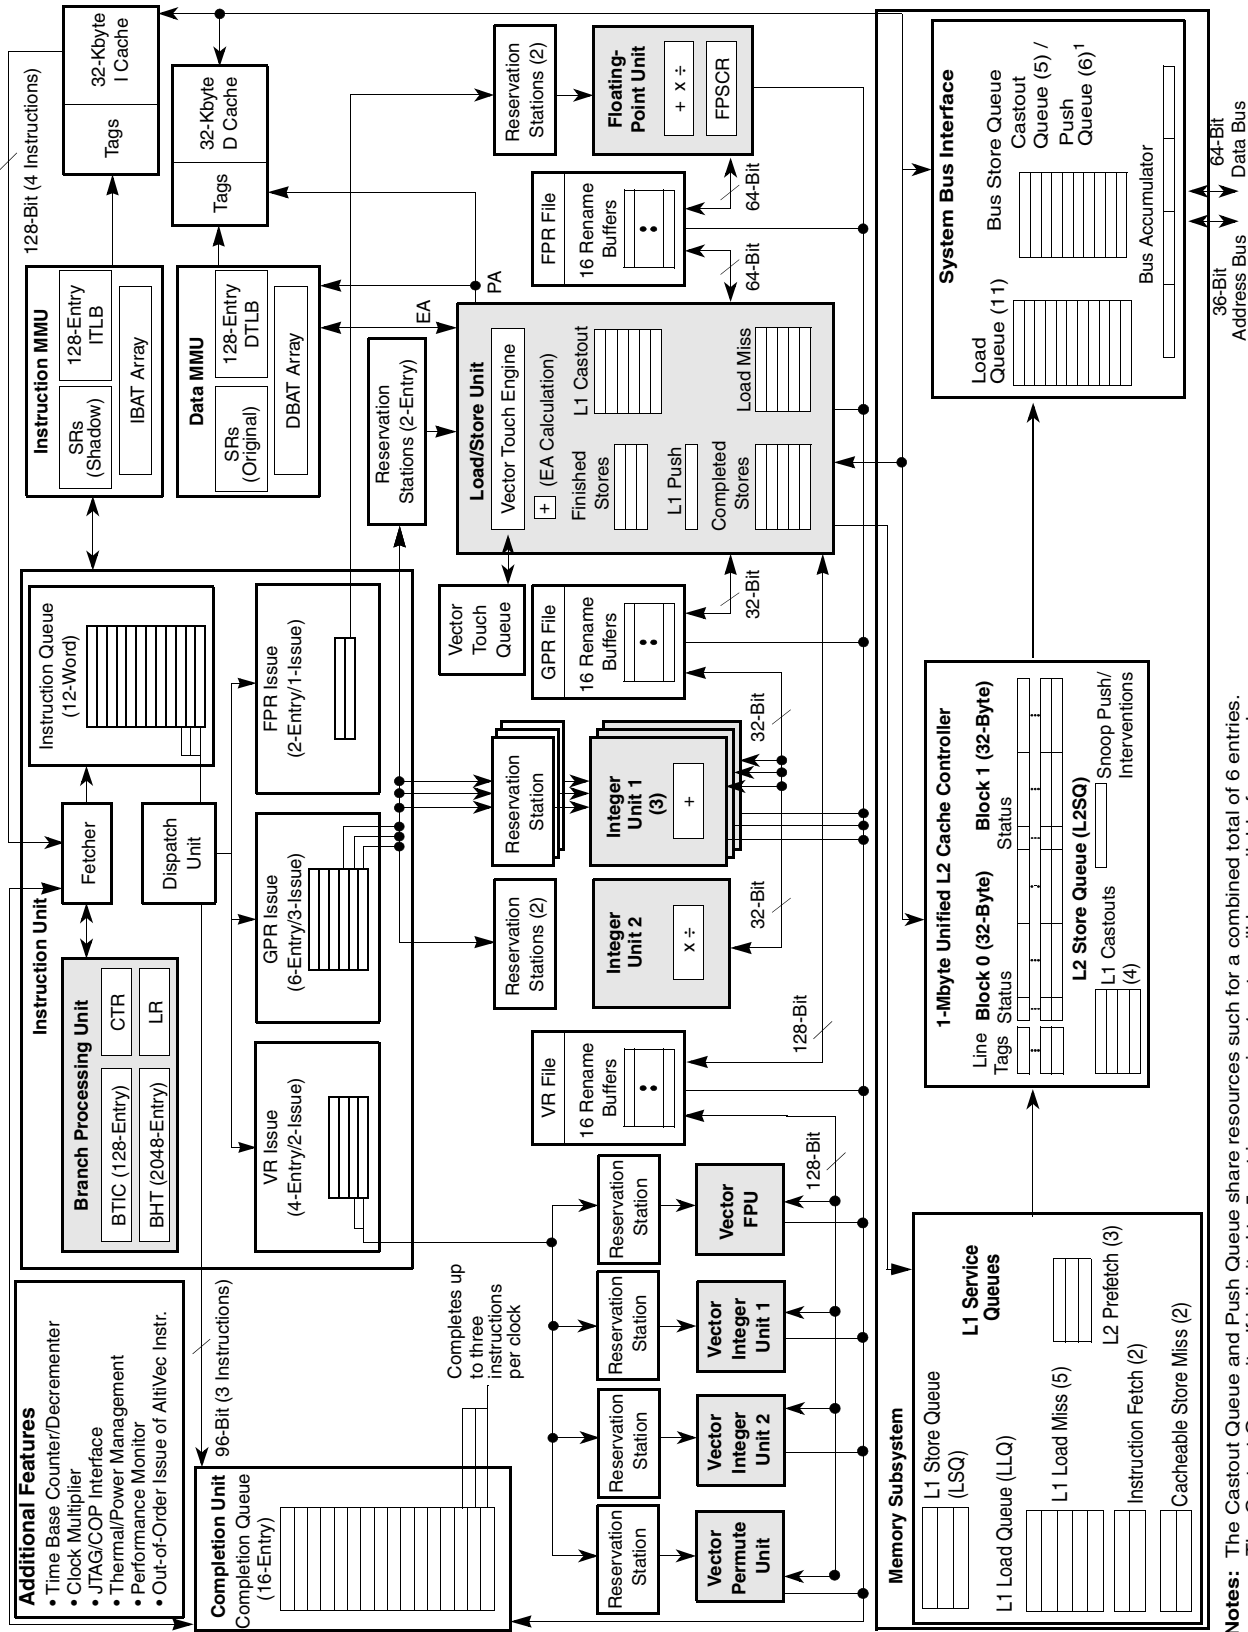 Additional Features
• Time Base Counter/Decrementer
• Clock Multiplier
• JTAG/COP Interface
• Thermal/Power Management
• Performance Monitor
• Out-of-Order Issue of AltiVec Instr.
Instruction Unit
Branch Processing Unit
BTIC (128-Entry)
CTR
BHT (2048-Entry)
LR
Fetcher
Dispatch
Unit
Instruction Queue
(12-Word)
128-Bit (4 Instructions)
Instruction MMU
SRs
(Shadow)
128-Entry
ITLB
IBAT Array
Tags
32-Kbyte
I Cache
Data MMU
SRs
(Original)
128-Entry
DTLB
DBAT Array
Tags
32-Kbyte
D Cache
96-Bit (3 Instructions)
VR Issue
(4-Entry/2-Issue)
GPR Issue
(6-Entry/3-Issue)
FPR Issue
(2-Entry/1-Issue)
Completion Unit
Completion Queue
(16-Entry)
Completes up
to three
instructions
per clock
Reservation
Stations (2-Entry)
EA
PA
Vector
Touch
Queue
Load/Store Unit
Vector Touch Engine
+
(EA Calculation)
Finished
Stores
L1 Castout
L1 Push
Completed
Stores
Load Miss
Reservation
Stations (2)
Reservation
Station
Reservation
Stations (2)
VR File
16 Rename
Buffers
GPR File
16 Rename
Buffers
FPR File
16 Rename
Buffers
Integer
Unit 2
x ÷
Integer
Unit 1
(3)
+
Floating-
Point Unit
+ x ÷
FPSCR
Reservation
Station
Reservation
Station
Reservation
Station
Reservation
Station
Vector
Permute
Unit
Vector
Integer
Unit 2
Vector
Integer
Unit 1
Vector
FPU
128-Bit
128-Bit
32-Bit
32-Bit
32-Bit
64-Bit
64-Bit
Memory Subsystem
L1 Store Queue
(LSQ)
L1 Service
Queues
L1 Load Queue (LLQ)
L1 Load Miss (5)
L2 Prefetch (3)
Instruction Fetch (2)
Cacheable Store Miss (2)
1-Mbyte Unified L2 Cache Controller
Line
Tags
Block 0 (32-Byte)
Status
Block 1 (32-Byte)
Status
L2 Store Queue (L2SQ)
L1 Castouts
(4)
Snoop Push/
Interventions
System Bus Interface
Load
Queue (11)
Bus Store Queue
Castout
Queue (5) /
Push
Queue (6)1
Bus Accumulator
36-Bit
Address Bus
64-Bit
Data Bus
Notes: The Castout Queue and Push Queue share resources such for a combined total of 6 entries.